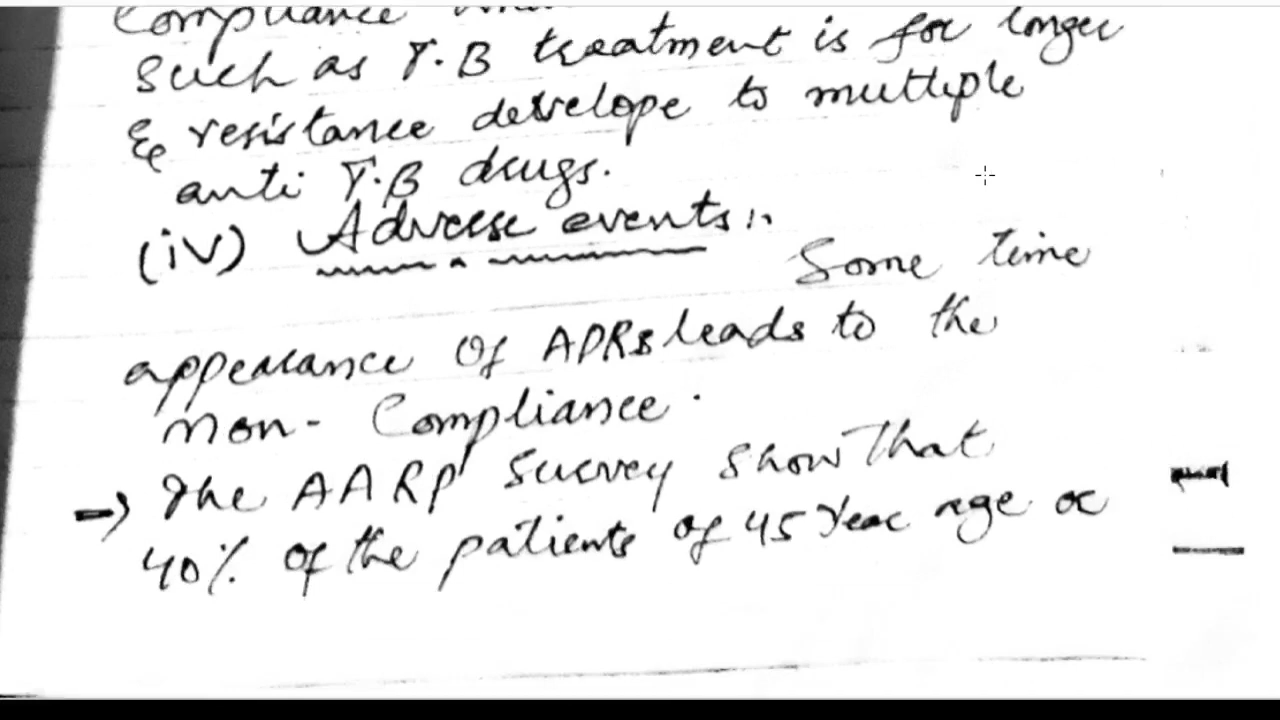 Compliance
Such as T.B treatment is for longer
& resistance develope to multiple
anti T.B drugs.
(iv) Adverse events:-
Some time
appearance of ADRs leads to the
non-Compliance.
⇒ The AARP survey show that
40% of the patients of 45 Year age or